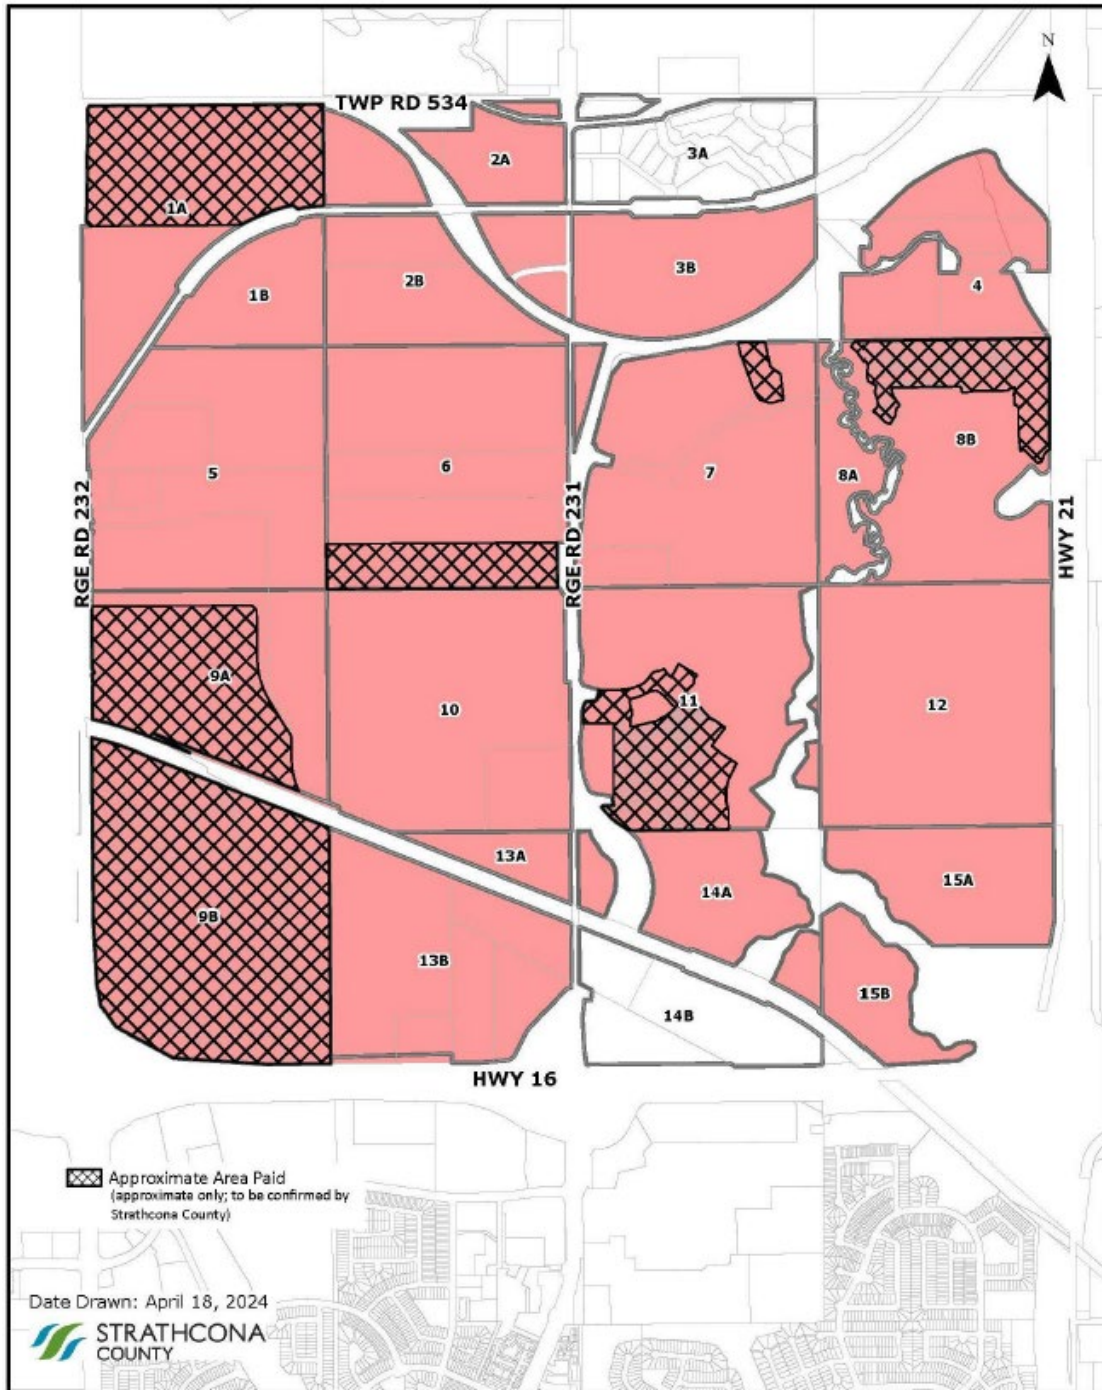 N
TWP RD 534
2A
3A
1A
3B
2B
4
1B
8B
5
6
7
8A
RGE RD 232
RGE RD 231
HWY 21
9A
11
12
10
13A
15A
14A
9B
13B
15B
14B
HWY 16
Approximate Area Paid
(approximate only; to be confirmed by
Strathcona County)
Date Drawn: April 18, 2024
STRATHCONA
COUNTY